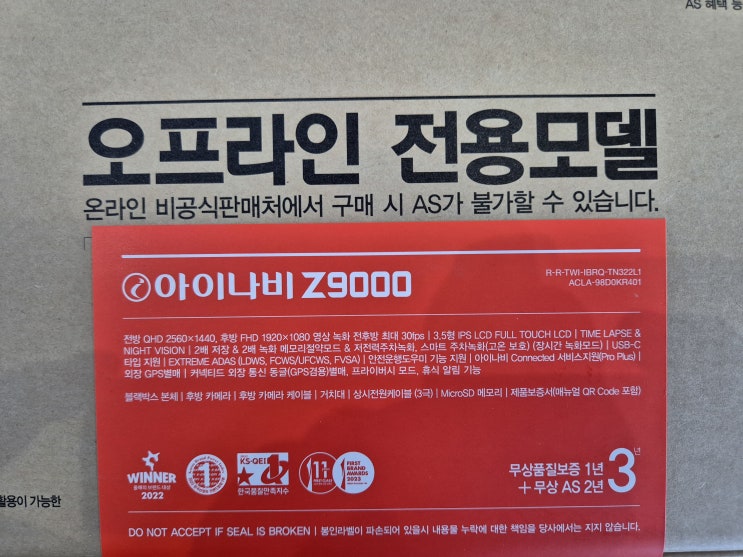 AS 혜택 등
오프라인 전용모델
온라인 비공식판매처에서 구매 시 AS가 불가할 수 있습니다.
아이나비 Z9000
R-R-TWI-IBRQ-TN322L1
ACLA-98D0KR401
전방 QHD 2560×1440, 후방 FHD 1920×1080 영상 녹화 전후방 최대 30fps | 3.5형 IPS LCD FULL TOUCH LCD | TIME LAPSE &
NIGHT VISION | 2배 저장 & 2배 녹화 메모리절약모드 & 저전력주차녹화, 스마트 주차녹화(고온 보호) (장시간 녹화모드) | USB-C
타입 지원 | EXTREME ADAS (LDWS, FCWS/UFCWS, FVSA) | 안전운행도우미 기능 지원 | 아이나비 Connected 서비스지원(Pro Plus) |
외장 GPS별매 | 커넥티드 외장 통신 동글(GPS겸용)별매, 프라이버시 모드, 휴식 알림 기능
블랙박스 본체 | 후방 카메라 | 후방 카메라 케이블 | 거치대 | 상시전원케이블 (3극) | MicroSD 메모리 | 제품보증서(매뉴얼 QR Code 포함)
WINNER
올해의 브랜드 대상
2022
1
KS-QEI
1
한국품질만족지수
11
FIRST
BRAND
AWARDS
2023
무상품질보증 1년
+ 무상 AS 2년
3년
활용이 가능한
DO NOT ACCEPT IF SEAL IS BROKEN | 봉인라벨이 파손되어 있을시 내용물 누락에 대한 책임을 당사에서는 지지 않습니다.